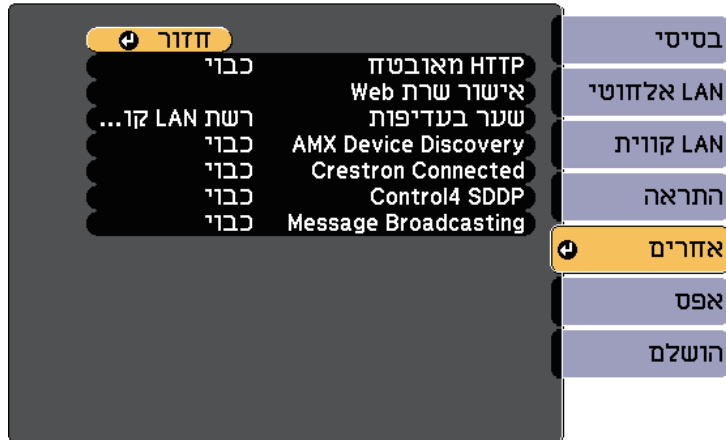 בסיסי
LAN אלחוטי
LAN קווית
התראה
אחרים
אפס
הושלם
חזור
HTTP מאובטח כבוי
אישור שרת Web
שער בעדיפות רשת LAN קו...
AMX Device Discovery כבוי
Crestron Connected כבוי
Control4 SDDP כבוי
Message Broadcasting כבוי